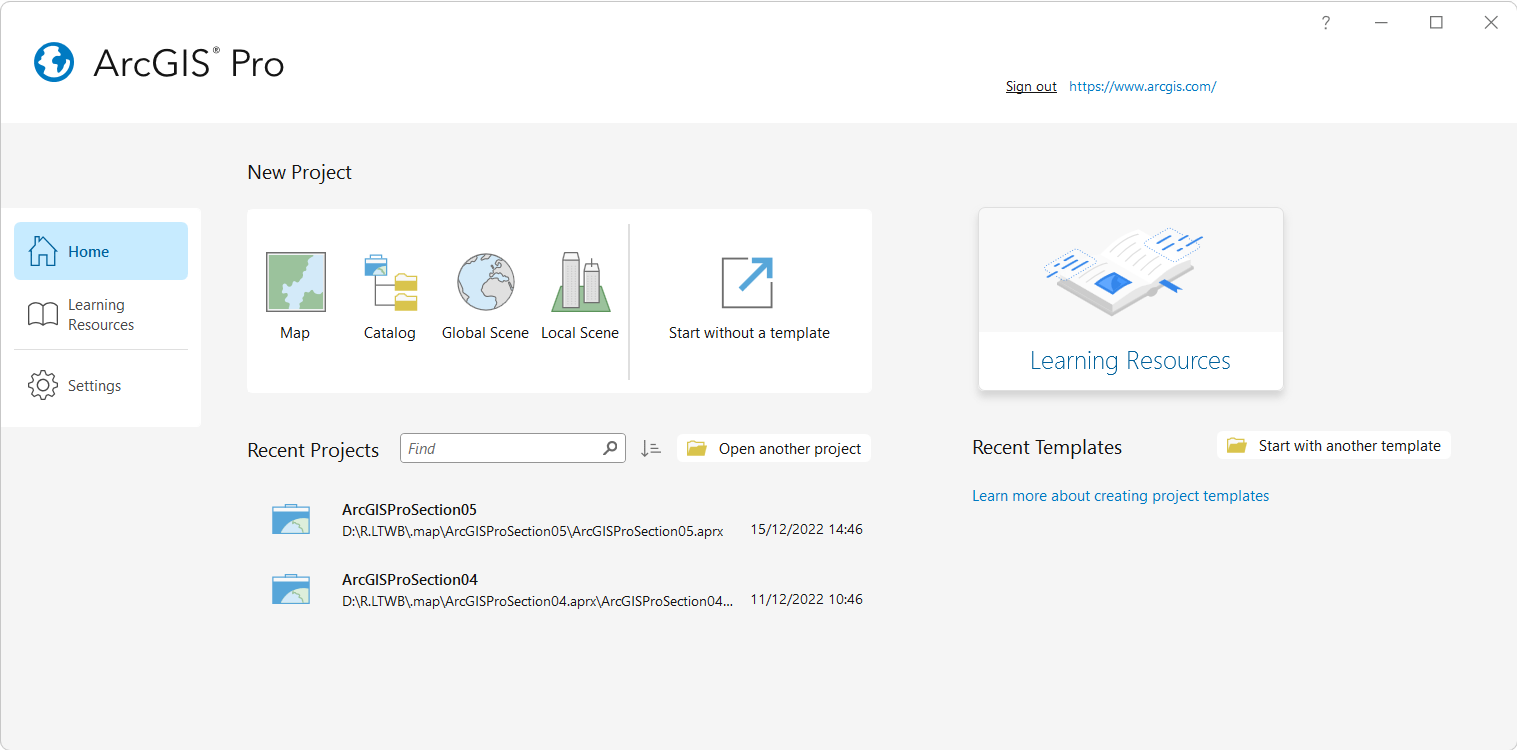 ?
ArcGIS® Pro
Sign out https://www.arcgis.com/
New Project
Home
Learning
Resources
Settings
Map
Catalog
Global Scene
Local Scene
Start without a template
Learning Resources
Recent Projects
Find
Open another project
ArcGISProSection05
D:\R.LTWB\.map\ArcGISProSection05\ArcGISProSection05.aprx
15/12/2022 14:46
ArcGISProSection04
D:\R.LTWB\.map\ArcGISProSection04.aprx\ArcGISProSection04...
11/12/2022 10:46
Recent Templates
Start with another template
Learn more about creating project templates